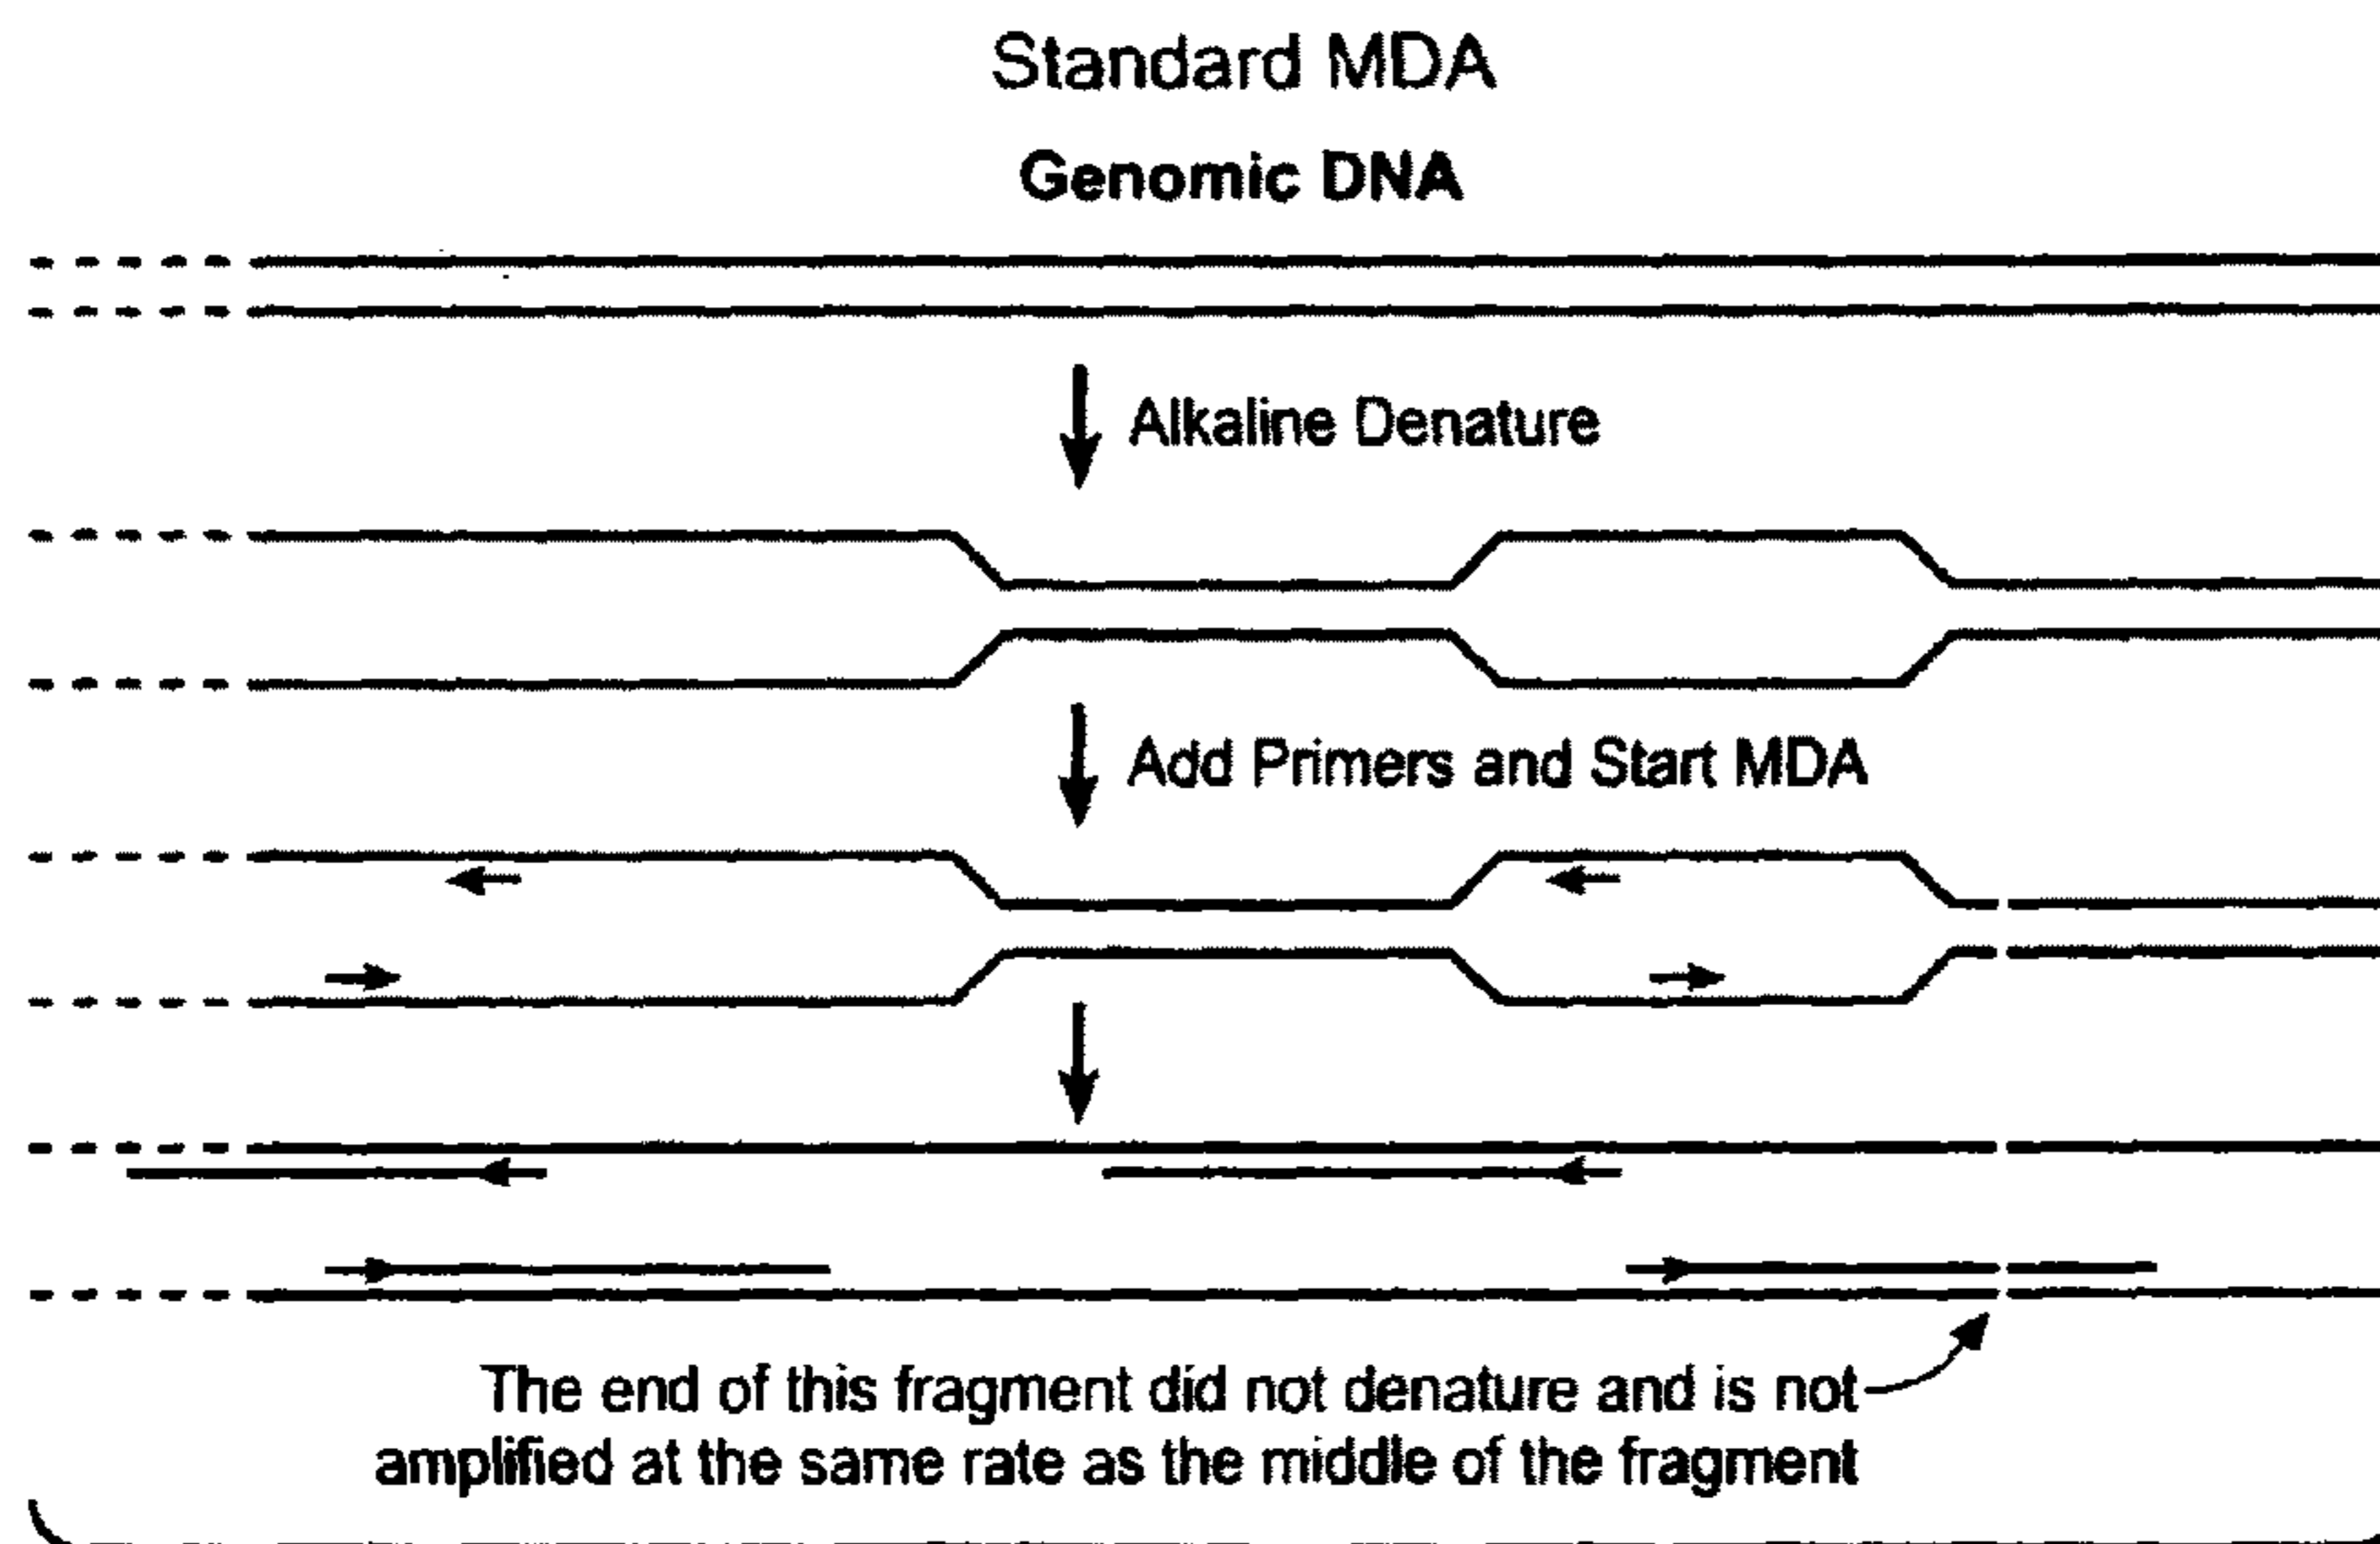 Standard MDA
Genomic DNA
Alkaline Denature
Add Primers and Start MDA
The end of this fragment did not denature and is not
amplified at the same rate as the middle of the fragment